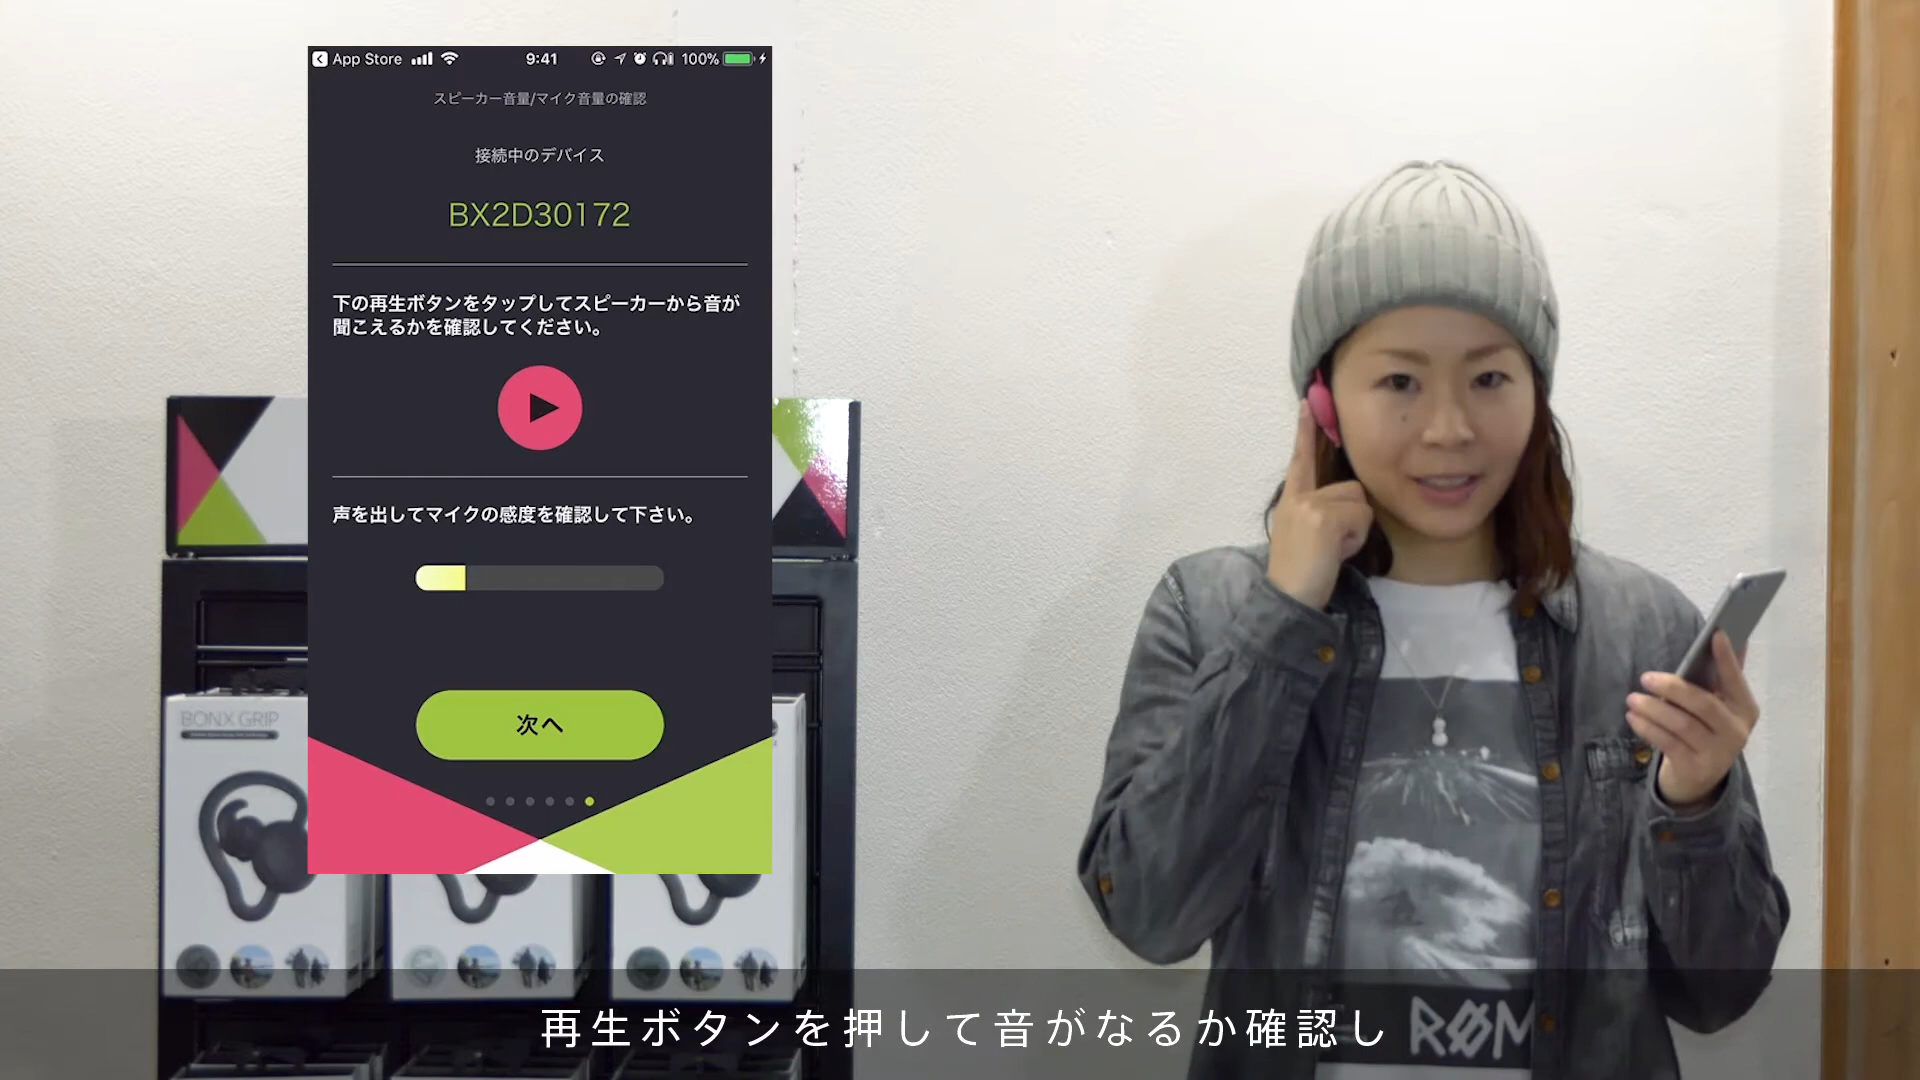 App Store 9:41 100%
スピーカー音量/マイク音量の確認
接続中のデバイス
BX2D30172
下の再生ボタンをタップしてスピーカーから音が
聞こえるかを確認してください。
声を出してマイクの感度を確認して下さい。
次へ
BONX GRIP
RØM
再生ボタンを押して音がなるか確認し